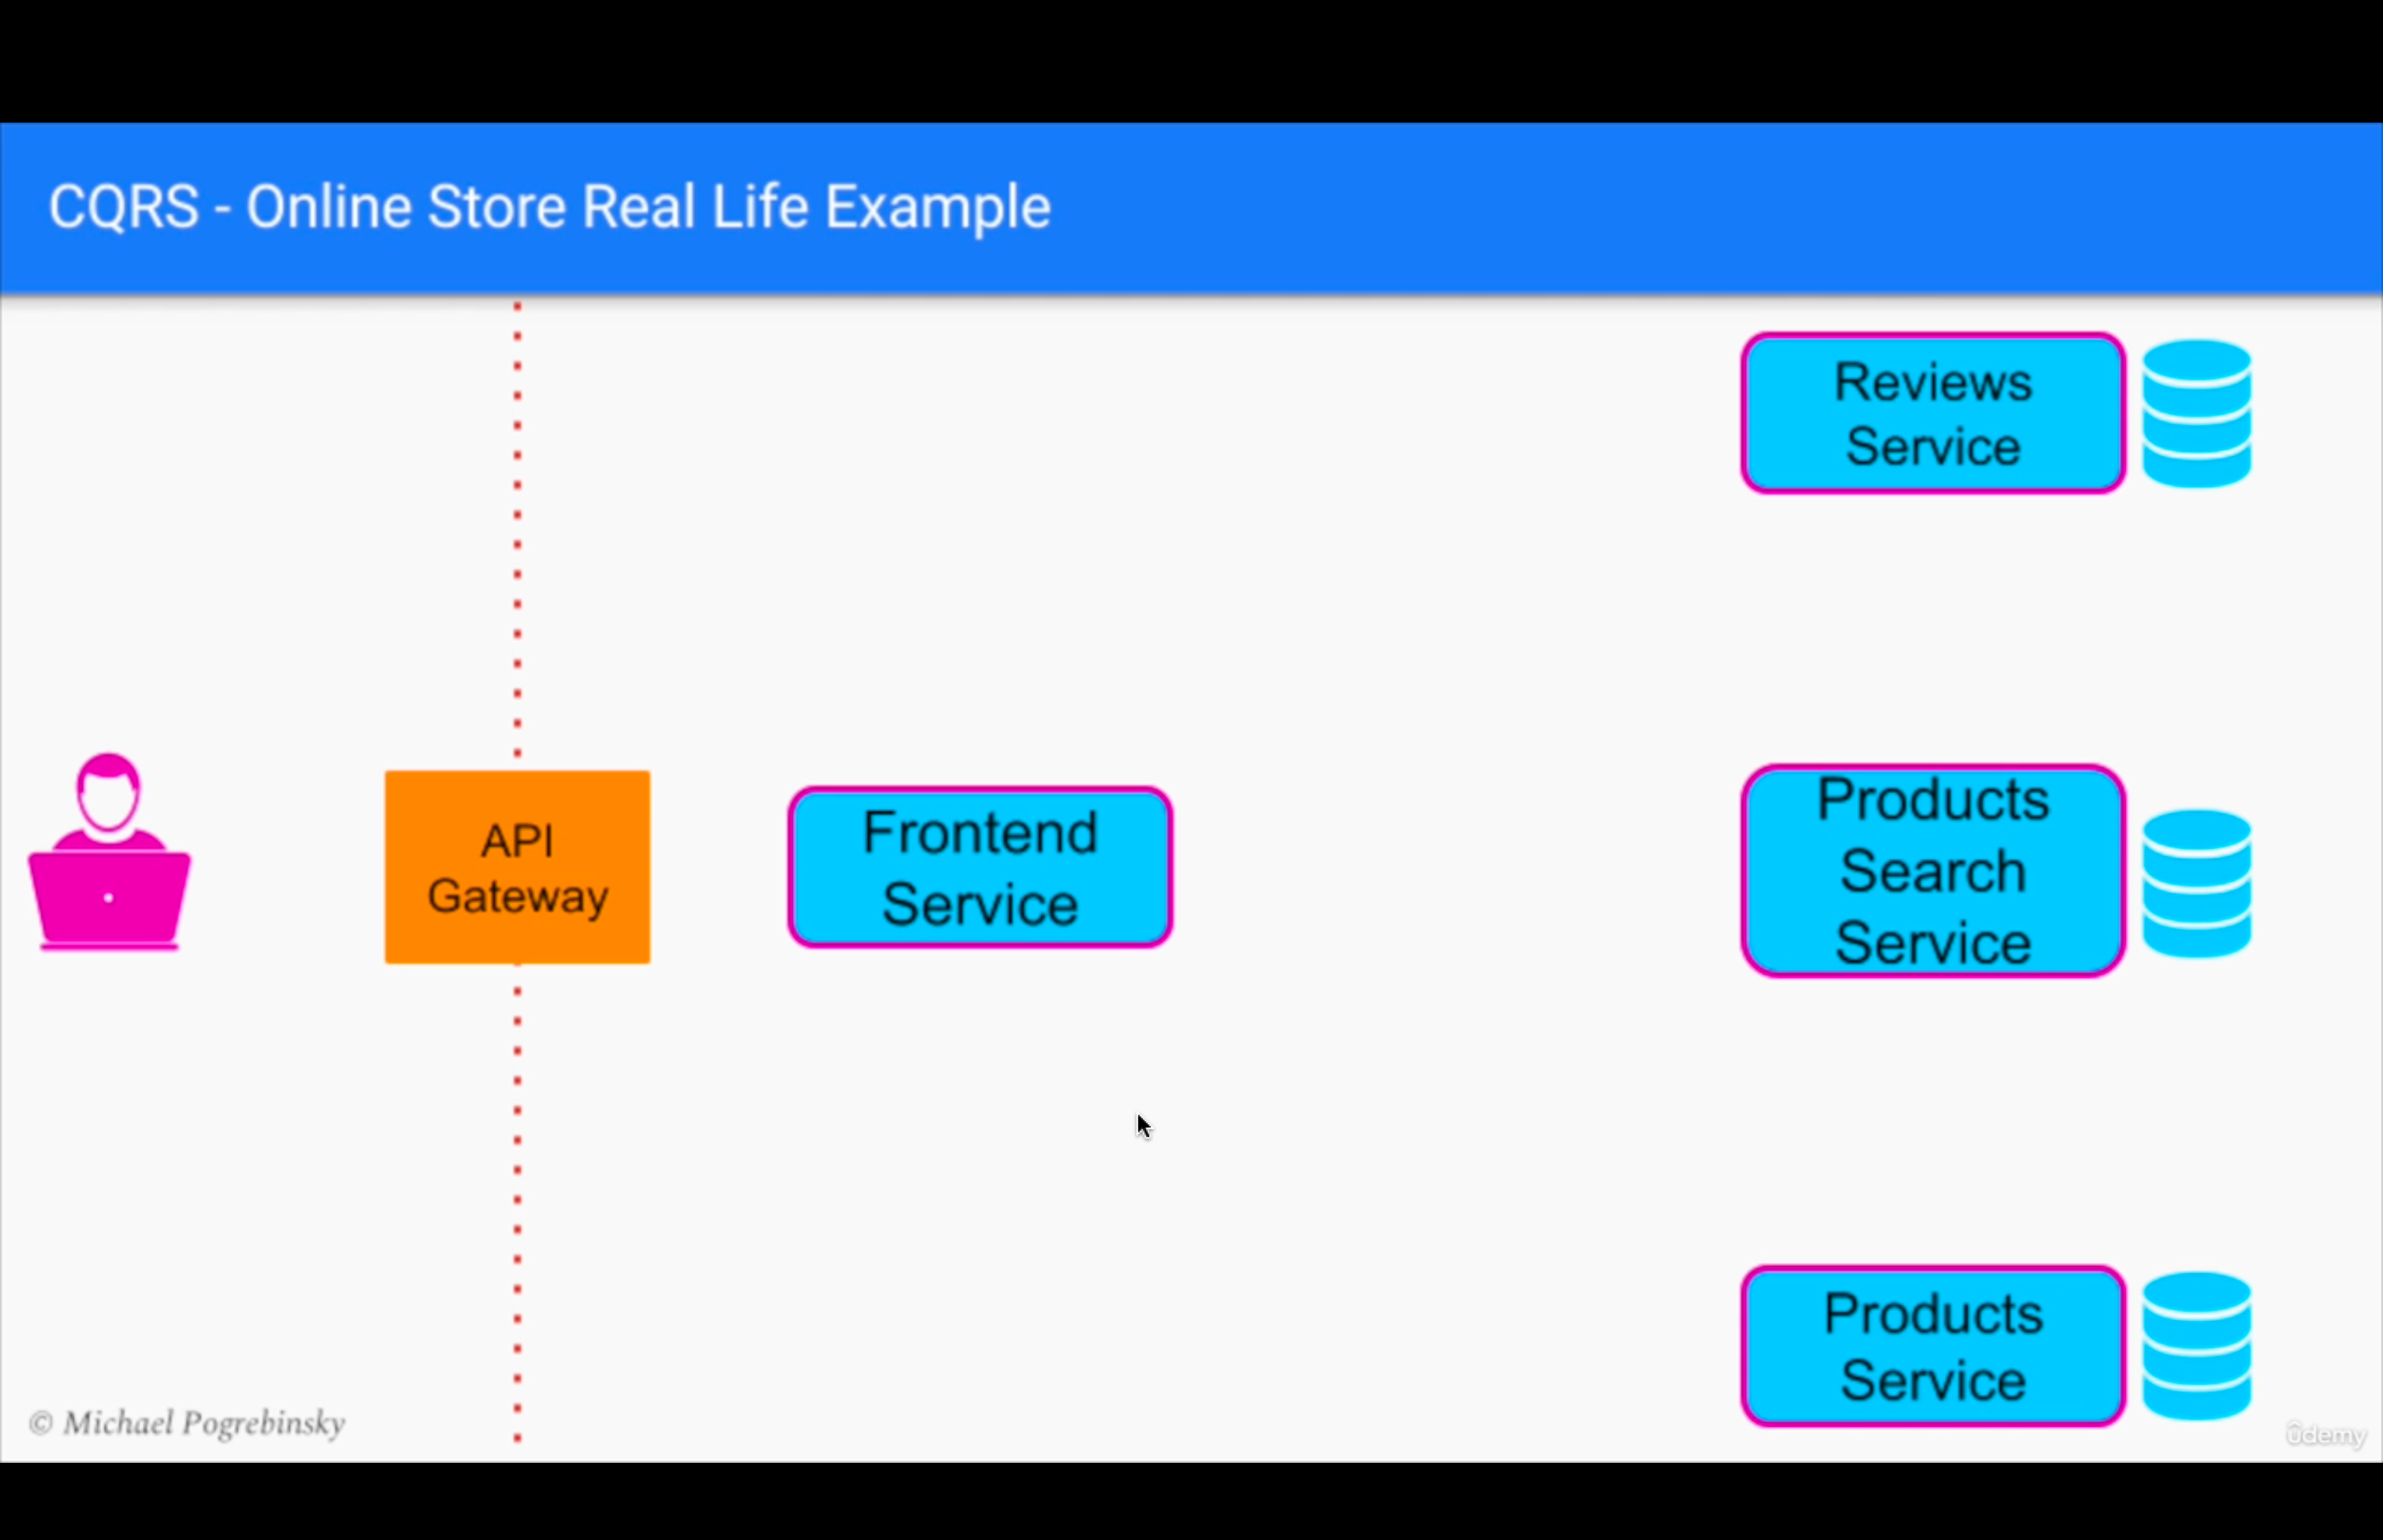 CQRS - Online Store Real Life Example
Reviews
Service
API
Gateway
Frontend
Service
Products
Search
Service
Products
Service
© Michael Pogrebinsky
ûdemy